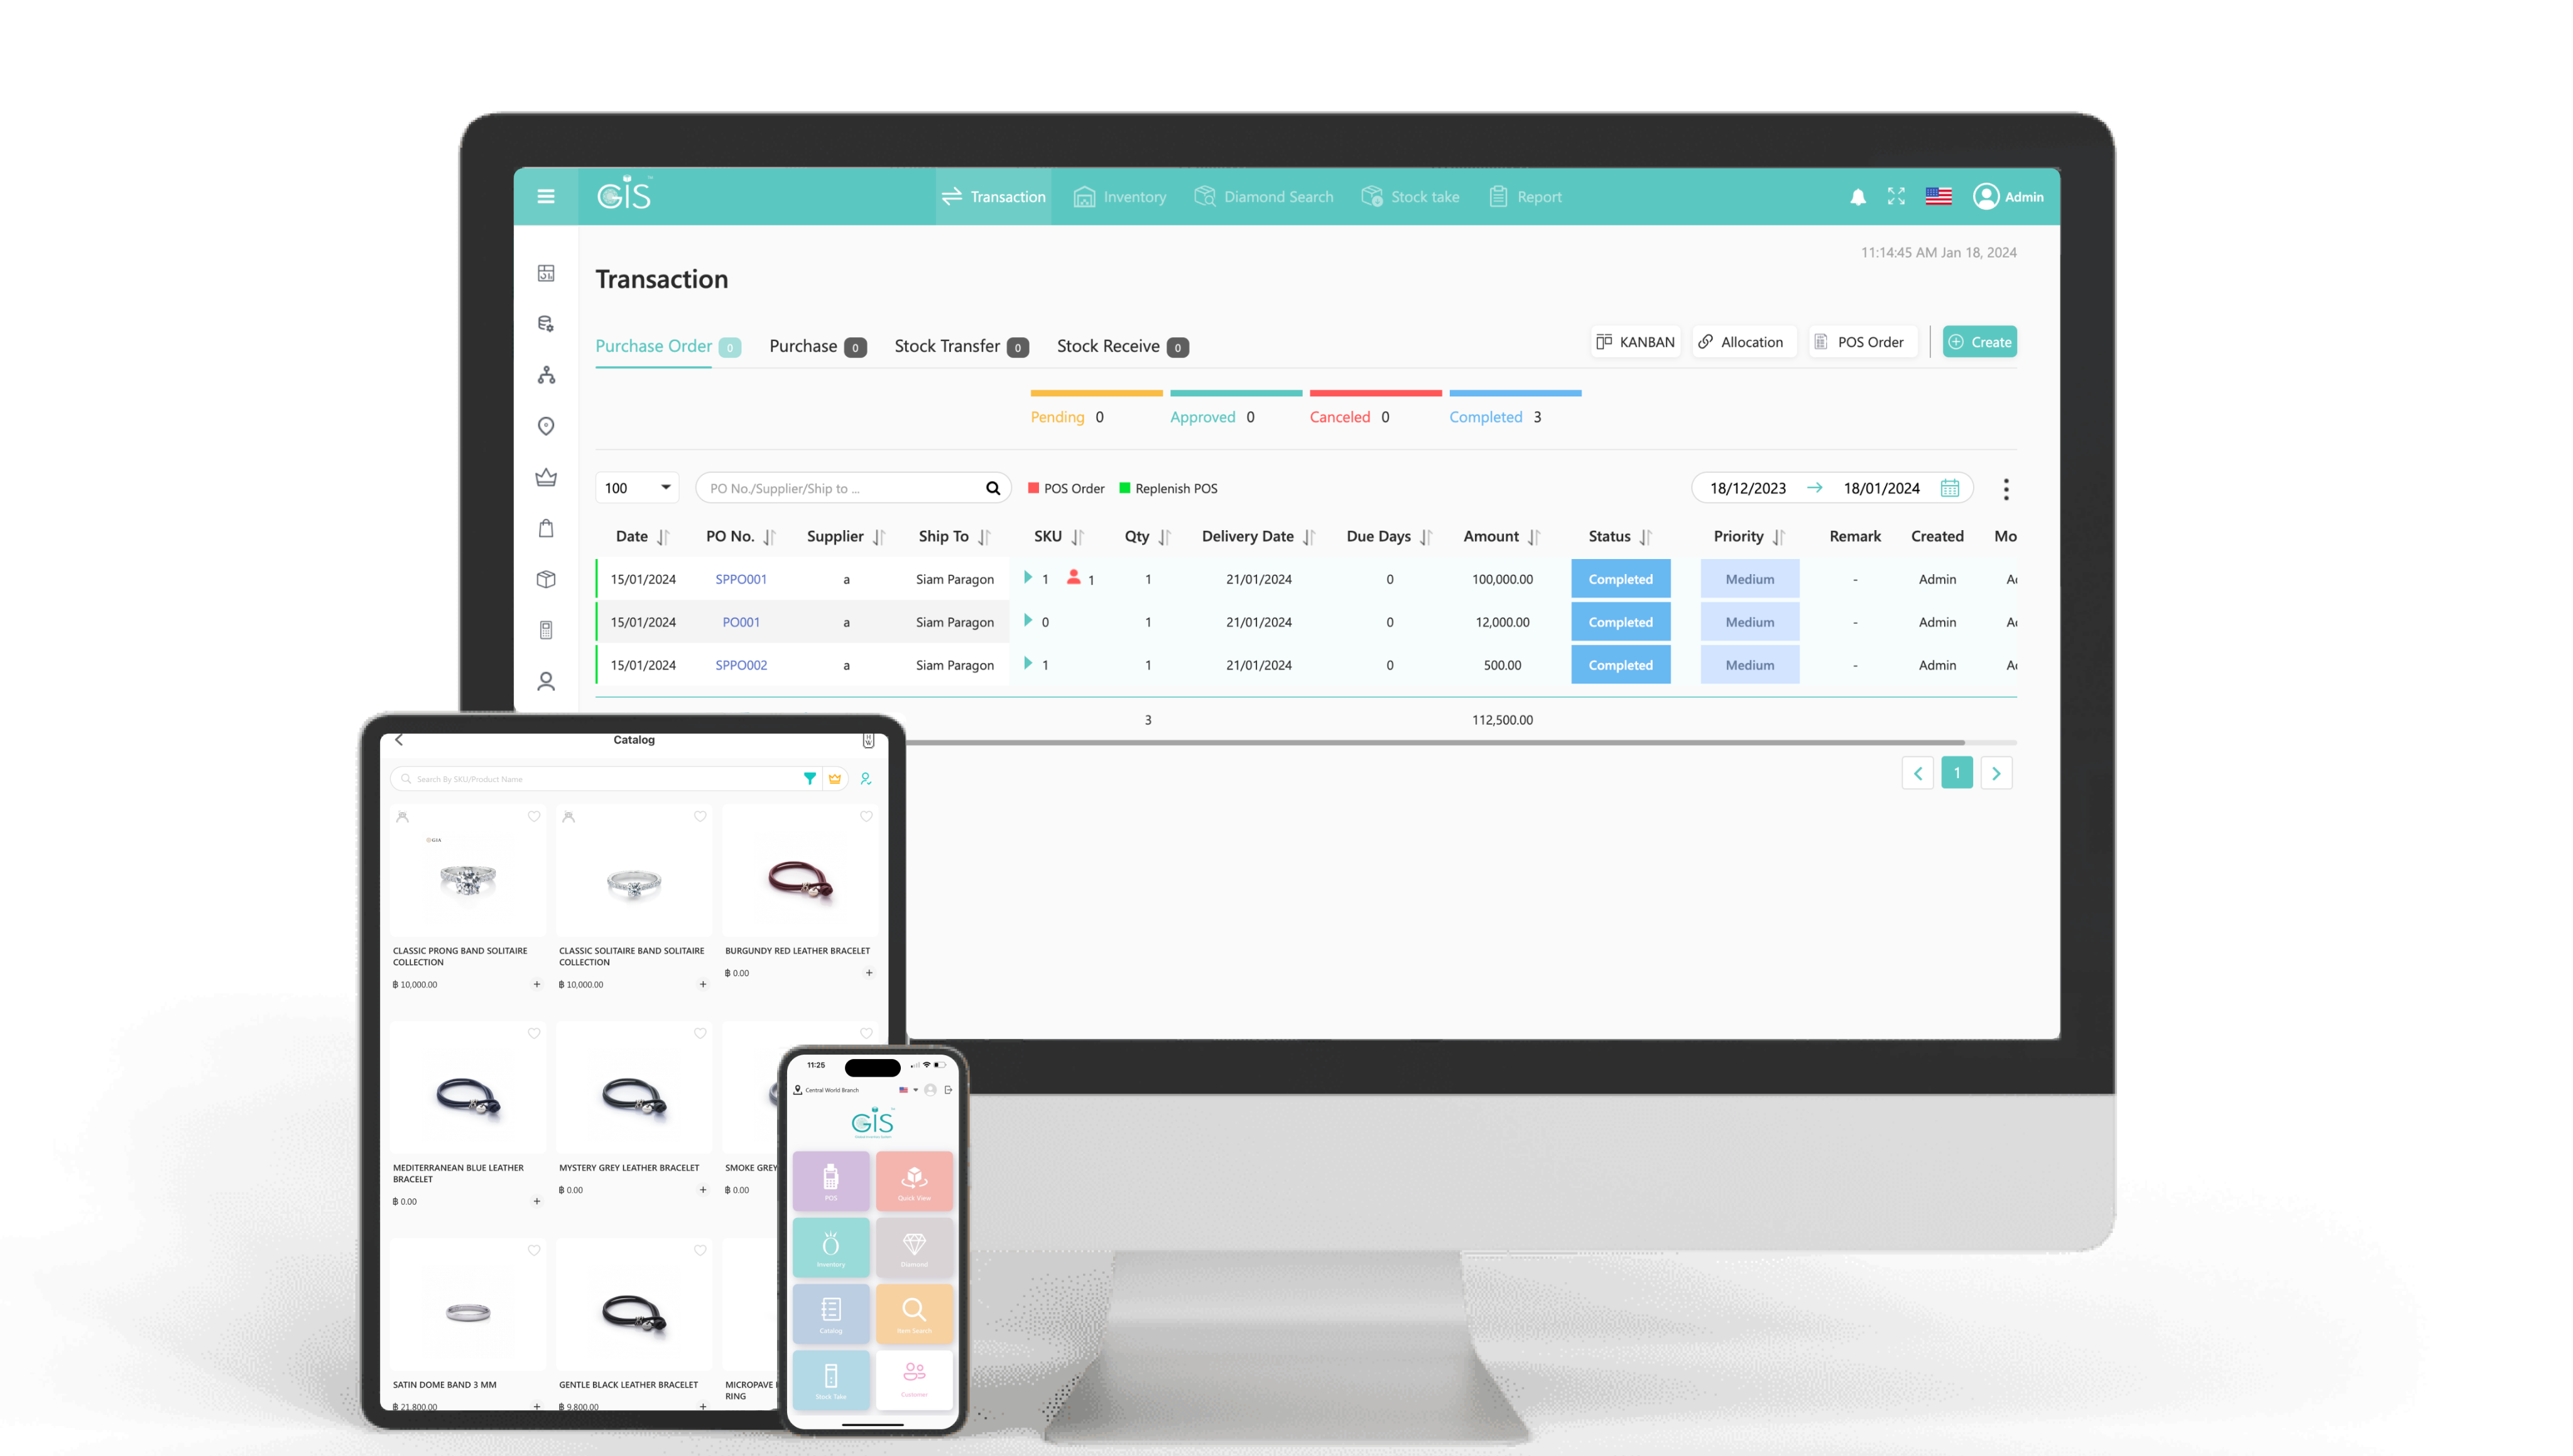 GIS
Transaction
Inventory
Diamond Search
Stock take
Report
Admin
11:14:45 AM Jan 18, 2024
Transaction
Purchase Order 0
Purchase 0
Stock Transfer 0
Stock Receive 0
KANBAN
Allocation
POS Order
Create
Pending 0
Approved 0
Canceled 0
Completed 3
100
PO No./Supplier/Ship to ...
POS Order
Replenish POS
18/12/2023 → 18/01/2024
Date PO No. Supplier Ship To SKU Qty Delivery Date Due Days Amount Status Priority Remark Created Mo
15/01/2024 SPPO001 a Siam Paragon 1 1 1 21/01/2024 0 100,000.00 Completed Medium - Admin
15/01/2024 PO001 a Siam Paragon 0 1 21/01/2024 0 12,000.00 Completed Medium - Admin
15/01/2024 SPPO002 a Siam Paragon 1 1 21/01/2024 0 500.00 Completed Medium - Admin
3 112,500.00
1
Catalog
Search By SKU/Product Name
GIA
CLASSIC PRONG BAND SOLITAIRE
COLLECTION
฿ 10,000.00 +
CLASSIC SOLITAIRE BAND SOLITAIRE
COLLECTION
฿ 10,000.00 +
BURGUNDY RED LEATHER BRACELET
฿ 0.00 +
MEDITERRANEAN BLUE LEATHER
BRACELET
฿ 0.00 +
MYSTERY GREY LEATHER BRACELET
฿ 0.00 +
SMOKE GREY
฿ 0.00
SATIN DOME BAND 3 MM
฿ 21,800.00 +
GENTLE BLACK LEATHER BRACELET
฿ 9,800.00 +
MICROPAVE
RING
11:25
Central World Branch
GIS
POS
Quick View
Inventory
Diamond
Catalog
Item Search
Stock Take
Customer